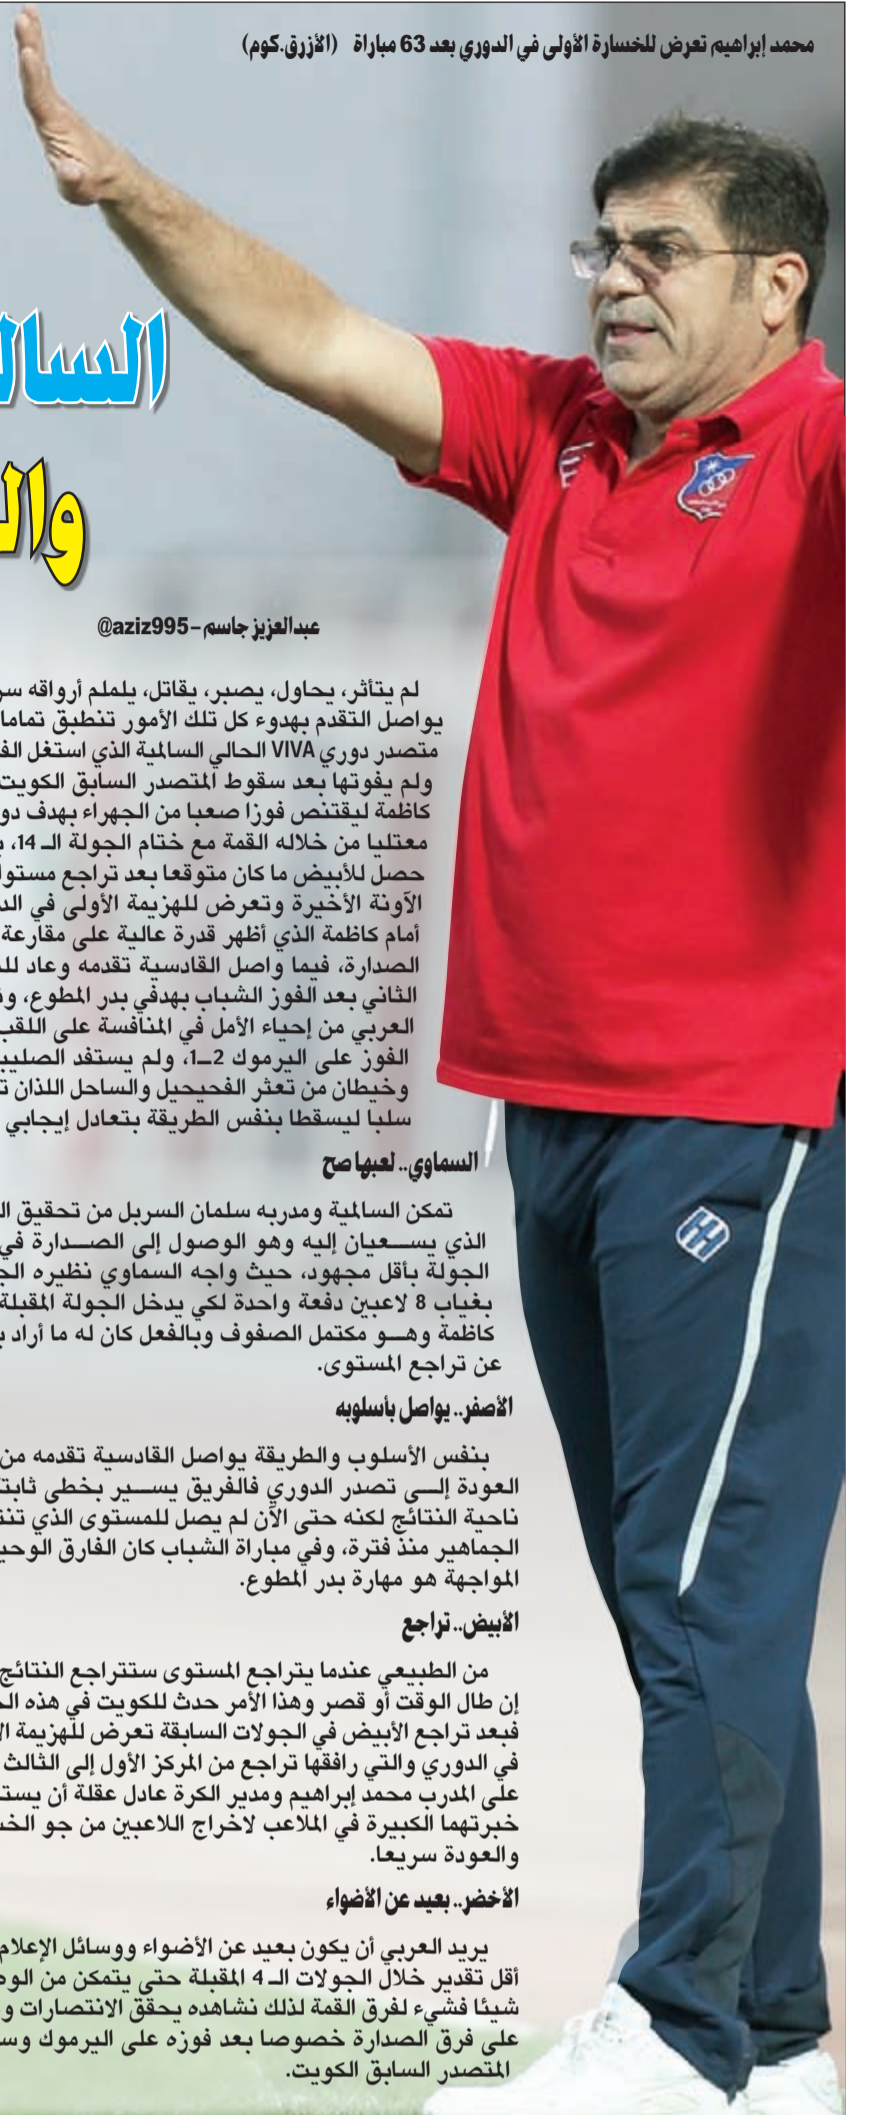 محمد إبراهيم تعرض للخسارة الأولى في الدوري بعد 63 مباراة (الأزرق.كوم)
عبدالعزيز جاسم - aziz995@
لم يتأثر، يحاول، يصبر، يقاتل، يلملم أرواقه
يواصل التقدم بهدوء كل تلك الأمور تنطبق تماما
متصدر دوري VIVA الحالي السالمية الذي استغل
ولم يفوتها بعد سقوط المتصدر السابق الكويت
كاظمة ليقتنص فوزا صعبا من الجهراء بهدف
معتليا من خلاله القمة مع ختام الجولة الـ 14،
حصل للأبيض ما كان متوقعا بعد تراجع
الآونة الأخيرة وتعرض للهزيمة الأولى في
أمام كاظمة الذي أظهر قدرة عالية على مقارعة
الصدارة، فيما واصل القادسية تقدمه وعاد
الثاني بعد الفوز الشباب بهدفي بدر المطوع،
العربي من إحياء الأمل في المنافسة على اللقب
الفوز على اليرموك 2-1، ولم يستفد
وخيطان من تعثر الفحيحيل والساحل اللذان
سلبا ليسقطا بنفس الطريقة بتعادل إيجابي
السماوي.. لعبها صح
تمكن السالمية ومدربه سلمان السربل من تحقيق
الذي يسعيان إليه وهو الوصول إلى الصدارة في
الجولة بأقل مجهود، حيث واجه السماوي نظيره
بغياب 8 لاعبين دفعة واحدة لكي يدخل الجولة المقبلة
كاظمة وهو مكتمل الصفوف وبالفعل كان له ما أراد
عن تراجع المستوى.
الأصفر.. يواصل بأسلوبه
بنفس الأسلوب والطريقة يواصل القادسية تقدمه من
العودة إلى تصدر الدوري فالفريق يسير بخطى
ناحية النتائج لكنه حتى الآن لم يصل للمستوى الذي
الجماهير منذ فترة، وفي مباراة الشباب كان الفارق
المواجهة هو مهارة بدر المطوع.
الأبيض.. تراجع
من الطبيعي عندما يتراجع المستوى ستتراجع النتائج
إن طال الوقت أو قصر وهذا الأمر حدث للكويت في هذه
فبعد تراجع الأبيض في الجولات السابقة تعرض للهزيمة
في الدوري والتي رافقها تراجع من المركز الأول إلى الثالث
على المدرب محمد إبراهيم ومدير الكرة عادل عقلة أن
خبرتهما الكبيرة في الملاعب لاخراج اللاعبين من جو
والعودة سريعا.
الأخضر.. بعيد عن الأضواء
يريد العربي أن يكون بعيد عن الأضواء ووسائل الإعلام
أقل تقدير خلال الجولات الـ 4 المقبلة حتى يتمكن من
شيئا فشيء لفرق القمة لذلك نشاهده يحقق الانتصارات
على فرق الصدارة خصوصا بعد فوزه على اليرموك
المتصدر السابق الكويت.